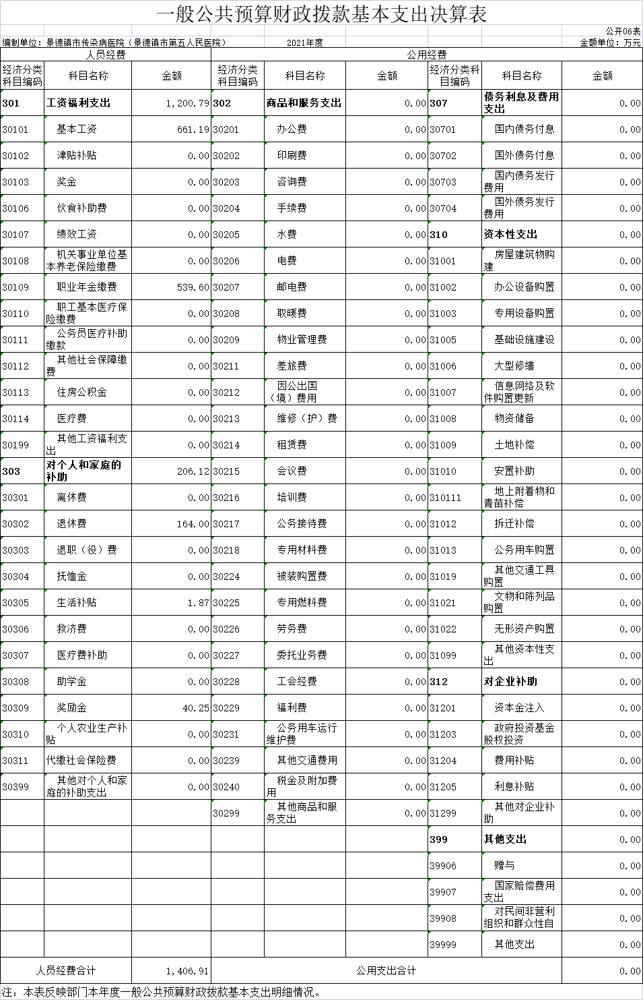 一般公共预算财政拨款基本支出决算表
公开06表
编制单位：景德镇市传染病医院（景德镇市第五人民医院） 2021年度 金额单位：万元
人员经费 公用经费
经济分类科目编码 科目名称 金额 经济分类科目编码 科目名称 金额 经济分类科目编码 科目名称 金额
301 工资福利支出 1,200.79 302 商品和服务支出 0.00 307 债务利息及费用支出 0.00
30101 基本工资 661.19 30201 办公费 0.00 30701 国内债务付息 0.00
30102 津贴补贴 0.00 30202 印刷费 0.00 30702 国外债务付息 0.00
30103 奖金 0.00 30203 咨询费 0.00 30703 国内债务发行费用 0.00
30106 伙食补助费 0.00 30204 手续费 0.00 30704 国外债务发行费用 0.00
30107 绩效工资 0.00 30205 水费 0.00 310 资本性支出 0.00
30108 机关事业单位基本养老保险缴费 0.00 30206 电费 0.00 31001 房屋建筑物购建 0.00
30109 职业年金缴费 539.60 30207 邮电费 0.00 31002 办公设备购置 0.00
30110 职工基本医疗保险缴费 0.00 30208 取暖费 0.00 31003 专用设备购置 0.00
30111 公务员医疗补助缴款 0.00 30209 物业管理费 0.00 31005 基础设施建设 0.00
30112 其他社会保障缴费 0.00 30211 差旅费 0.00 31006 大型修缮 0.00
30113 住房公积金 0.00 30212 因公出国（境）费用 0.00 31007 信息网络及软件购置更新 0.00
30114 医疗费 0.00 30213 维修（护）费 0.00 31008 物资储备 0.00
30199 其他工资福利支出 0.00 30214 租赁费 0.00 31009 土地补偿 0.00
303 对个人和家庭的补助 206.12 30215 会议费 0.00 31010 安置补助 0.00
30301 离休费 0.00 30216 培训费 0.00 310111 地上附着物和青苗补偿 0.00
30302 退休费 164.00 30217 公务接待费 0.00 31012 拆迁补偿 0.00
30303 退职（役）费 0.00 30218 专用材料费 0.00 31013 公务用车购置 0.00
30304 抚恤金 0.00 30224 被装购置费 0.00 31019 其他交通工具购置 0.00
30305 生活补贴 1.87 30225 专用燃料费 0.00 31021 文物和陈列品购置 0.00
30306 救济费 0.00 30226 劳务费 0.00 31022 无形资产购置 0.00
30307 医疗费补助 0.00 30227 委托业务费 0.00 31099 其他资本性支出 0.00
30308 助学金 0.00 30228 工会经费 0.00 312 对企业补助 0.00
30309 奖励金 40.25 30229 福利费 0.00 31201 资本金注入 0.00
30310 个人农业生产补贴 0.00 30231 公务用车运行维护费 0.00 31203 政府投资基金股权投资 0.00
30311 代缴社会保险费 0.00 30239 其他交通费用 0.00 31204 费用补贴 0.00
30399 其他对个人和家庭的补助支出 0.00 30240 税金及附加费用 0.00 31205 利息补贴 0.00
30299 其他商品和服务支出 0.00 31299 其他对企业补助 0.00
399 其他支出 0.00
39906 赠与 0.00
39907 国家赔偿费用支出 0.00
39908 对民间非营利组织和群众性自 0.00
39999 其他支出 0.00
人员经费合计 1,406.91 公用支出合计 0.00
注：本表反映部门本年度一般公共预算财政拨款基本支出明细情况。